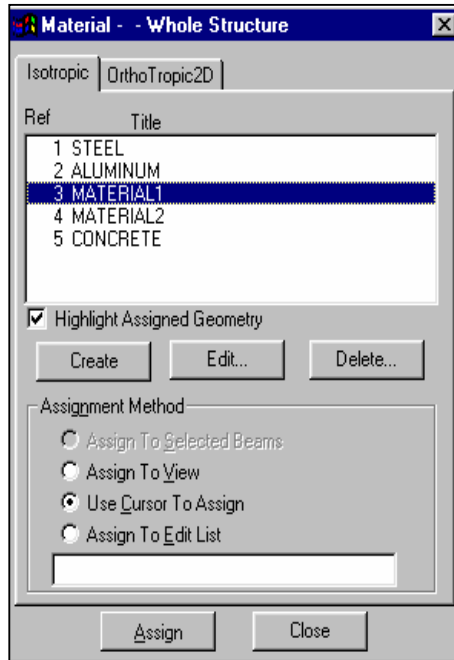 Material - - Whole Structure
Isotropic OrthoTropic2D
Ref Title
1 STEEL
2 ALUMINUM
3 MATERIAL1
4 MATERIAL2
5 CONCRETE
Highlight Assigned Geometry
Create Edit... Delete...
Assignment Method
Assign To Selected Beams
Assign To View
Use Cursor To Assign
Assign To Edit List
Assign Close